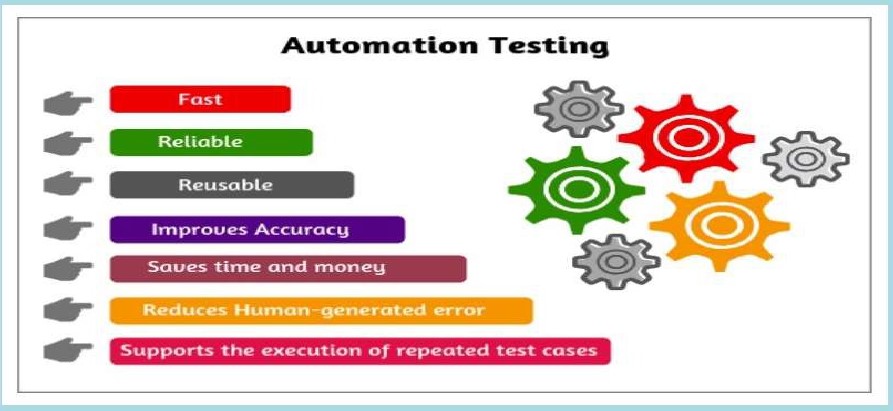 Automation Testing
Fast
Reliable
Reusable
Improves Accuracy
Saves time and money
Reduces Human-generated error
Supports the execution of repeated test cases